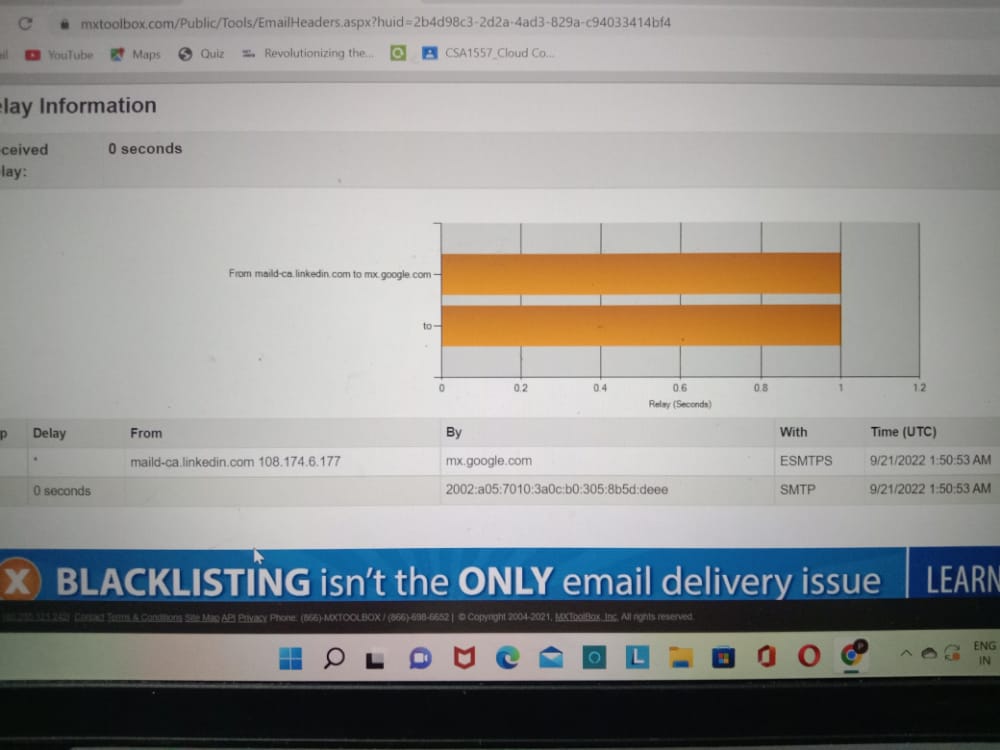 mxtoolbox.com/Public/Tools/EmailHeaders.aspx?huid=2b4d98c3-2d2a-4ad3-829a-c94033414bf4
ail YouTube Maps Quiz Revolutionizing the... CSA1557_Cloud Co...
elay Information
ceived 0 seconds
lay:
From maild-ca.linkedin.com to mx.google.com
to
0 0.2 0.4 0.6 0.8 1 1.2
Relay (Seconds)
p Delay From By With Time (UTC)
* maild-ca.linkedin.com 108.174.6.177 mx.google.com ESMTPS 9/21/2022 1:50:53 AM
0 seconds 2002:a05:7010:3a0c:b0:305:8b5d:deee SMTP 9/21/2022 1:50:53 AM
X BLACKLISTING isn't the ONLY email delivery issue LEARN
Contact Terms & Conditions Site Map API Privacy Phone: (866)-MXTOOLBOX / (866)-698-6652 | © Copyright 2004-2021, MXToolBox, Inc, All rights reserved.
L P ENG
IN